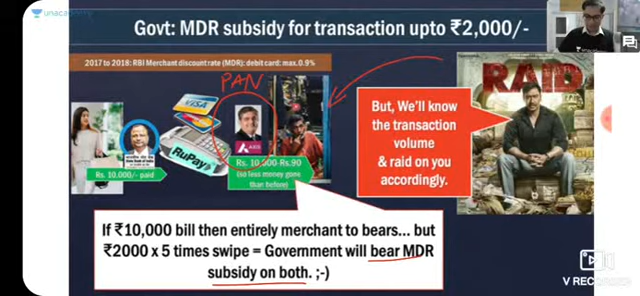 unacademy
Govt: MDR subsidy for transaction upto ₹2,000/-
2017 to 2018: RBI Merchant discount rate (MDR): debit card: max.0.9%
PAN
VISA
RuPay
AXIS
Rs. 10,000/- paid
Rs. 10,000-Rs.90
(so less money gone
than before)
But, We'll know
the transaction
volume
& raid on you
accordingly.
RAID
If ₹10,000 bill then entirely merchant to bears... but
₹2000 x 5 times swipe = Government will bear MDR
subsidy on both. ;-)
V RECORD